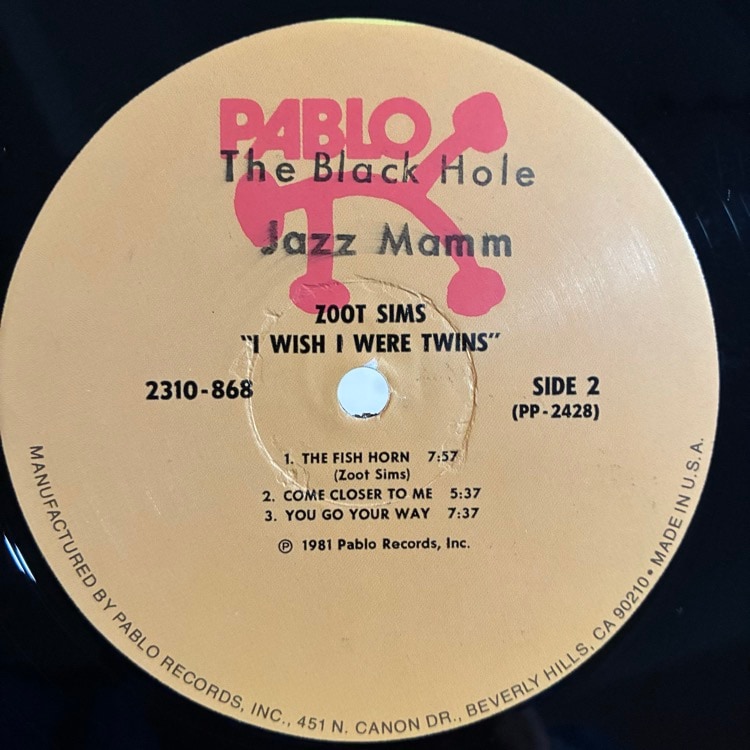 PABLO
The Black Hole
Jazz Mamm
ZOOT SIMS
"I WISH I WERE TWINS"
2310-868
SIDE 2
(PP-2428)
1. THE FISH HORN 7:57
(Zoot Sims)
2. COME CLOSER TO ME 5:37
3. YOU GO YOUR WAY 7:37
℗ 1981 Pablo Records, Inc.
MANUFACTURED BY PABLO RECORDS, INC., 451 N. CANON DR., BEVERLY HILLS, CA 90210 • MADE IN U.S.A.